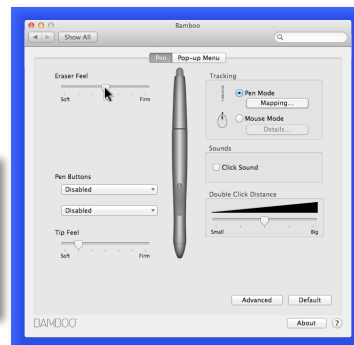 Bamboo
Show All
Pen
Pop-up Menu
Eraser Feel
Soft
Firm
Tracking
Pen Mode
Mapping...
Mouse Mode
Details...
Sounds
Click Sound
Pen Buttons
Disabled
Disabled
Double Click Distance
Small
Big
Tip Feel
Soft
Firm
Advanced
Default
BAMBOO
About
?